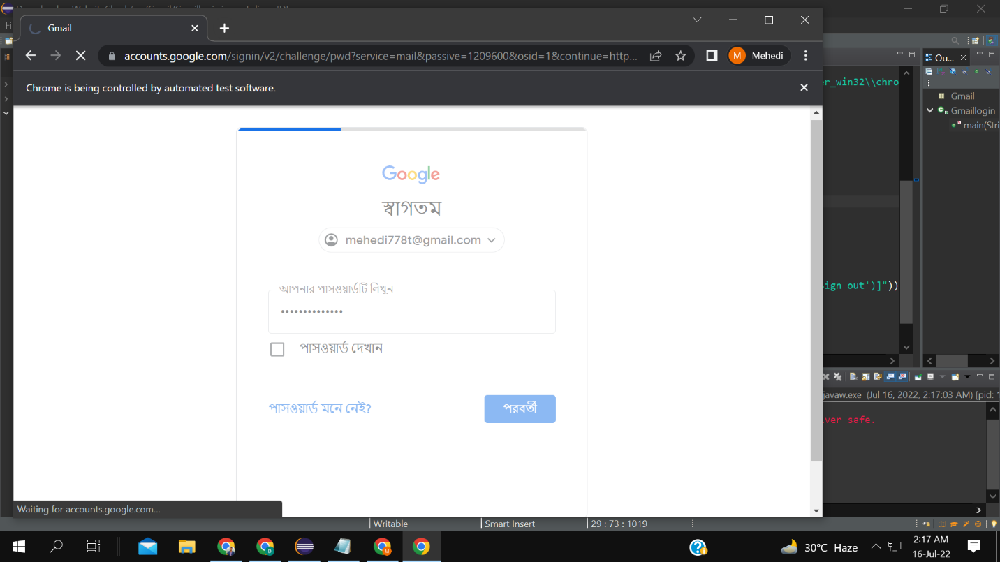 Gmail
accounts.google.com/signin/v2/challenge/pwd?service=mail&passive=1209600&osid=1&continue=http...
M
Mehedi
Chrome is being controlled by automated test software.
Google
স্বাগতম
mehedi778t@gmail.com
আপনার পাসওয়ার্ডটি লিখুন
••••••••••••••
পাসওয়ার্ড দেখান
পাসওয়ার্ড মনে নেই?
পরবর্তী
Waiting for accounts.google.com...
er_win32\\chro
Sign out')]"))
Ou...
Gmail
Gmaillogin
main(Stri
javaw.exe (Jul 16, 2022, 2:17:03 AM) [pid: 1
ver safe.
Writable
Smart Insert
29 : 73 : 1019
30°C Haze
2:17 AM
16-Jul-22